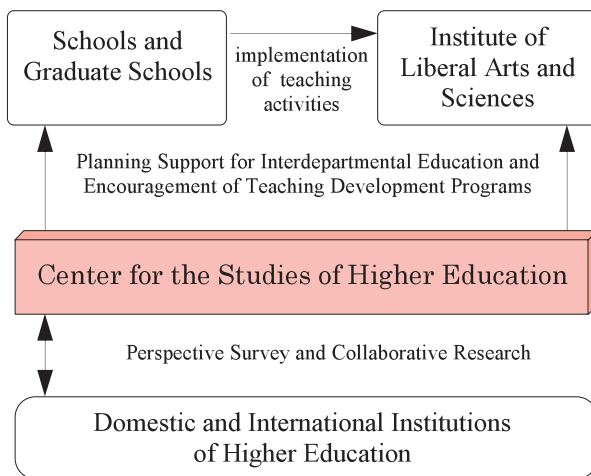 Schools and
Graduate Schools
implementation
of teaching
activities
Institute of
Liberal Arts and
Sciences
Planning Support for Interdepartmental Education and
Encouragement of Teaching Development Programs
Center for the Studies of Higher Education
Perspective Survey and Collaborative Research
Domestic and International Institutions
of Higher Education